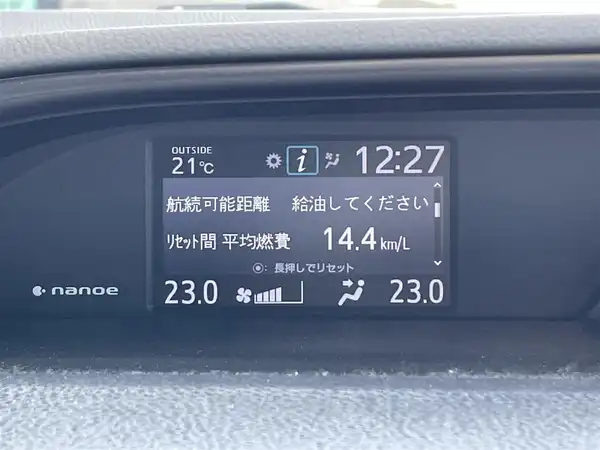 OUTSIDE
21℃ i 12:27
航続可能距離 給油してください
ﾘｾｯﾄ間 平均燃費 14.4 km/L
⦿: 長押しでリセット
nanoe
23.0 23.0